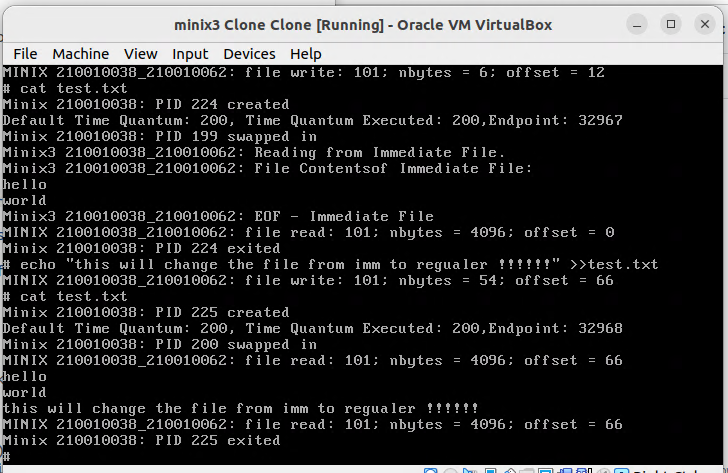 minix3 Clone Clone [Running] - Oracle VM VirtualBox
File Machine View Input Devices Help
MINIX 210010038_210010062: file write: 101; nbytes = 6; offset = 12
# cat test.txt
Minix 210010038: PID 224 created
Default Time Quantum: 200, Time Quantum Executed: 200,Endpoint: 32967
Minix 210010038: PID 199 swapped in
Minix3 210010038_210010062: Reading from Immediate File.
Minix3 210010038_210010062: File Contentsof Immediate File:
hello
world
Minix3 210010038_210010062: EOF - Immediate File
MINIX 210010038_210010062: file read: 101; nbytes = 4096; offset = 0
Minix 210010038: PID 224 exited
# echo "this will change the file from imm to regualer !!!!!!" >>test.txt
MINIX 210010038_210010062: file write: 101; nbytes = 54; offset = 66
# cat test.txt
Minix 210010038: PID 225 created
Default Time Quantum: 200, Time Quantum Executed: 200,Endpoint: 32968
Minix 210010038: PID 200 swapped in
MINIX 210010038_210010062: file read: 101; nbytes = 4096; offset = 66
hello
world
this will change the file from imm to regualer !!!!!!
MINIX 210010038_210010062: file read: 101; nbytes = 4096; offset = 66
Minix 210010038: PID 225 exited
#